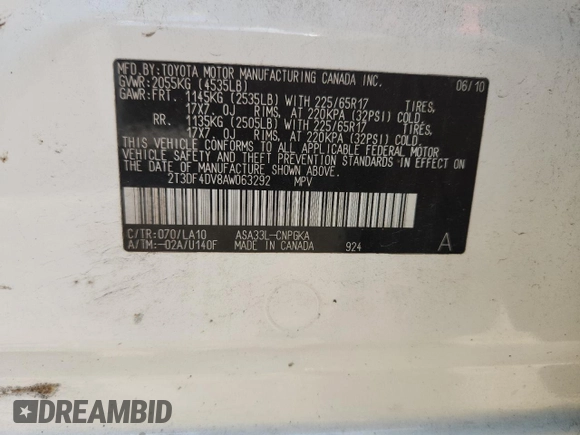 MFD.BY:TOYOTA MOTOR MANUFACTURING CANADA INC. 06/10
GVWR:2055KG (4535LB)
GAWR:FRT. 1145KG (2535LB) WITH 225/65R17 TIRES,
17X7 OJ RIMS, AT 220KPA (32PSI) COLD.
RR. 1135KG (2505LB) WITH 225/65R17 TIRES,
17X7 OJ RIMS, AT 220KPA (32PSI) COLD.
THIS VEHICLE CONFORMS TO ALL APPLICABLE FEDERAL MOTOR
VEHICLE SAFETY AND THEFT PREVENTION STANDARDS IN EFFECT ON
THE DATE OF MANUFACTURE SHOWN ABOVE.
2T3DF4DV8AW063292 MPV
C/TR:070/LA10 ASA33L-CNPGKA
A/TM:-02A/U140F MADE IN CANADA 924 A
DREAMBID